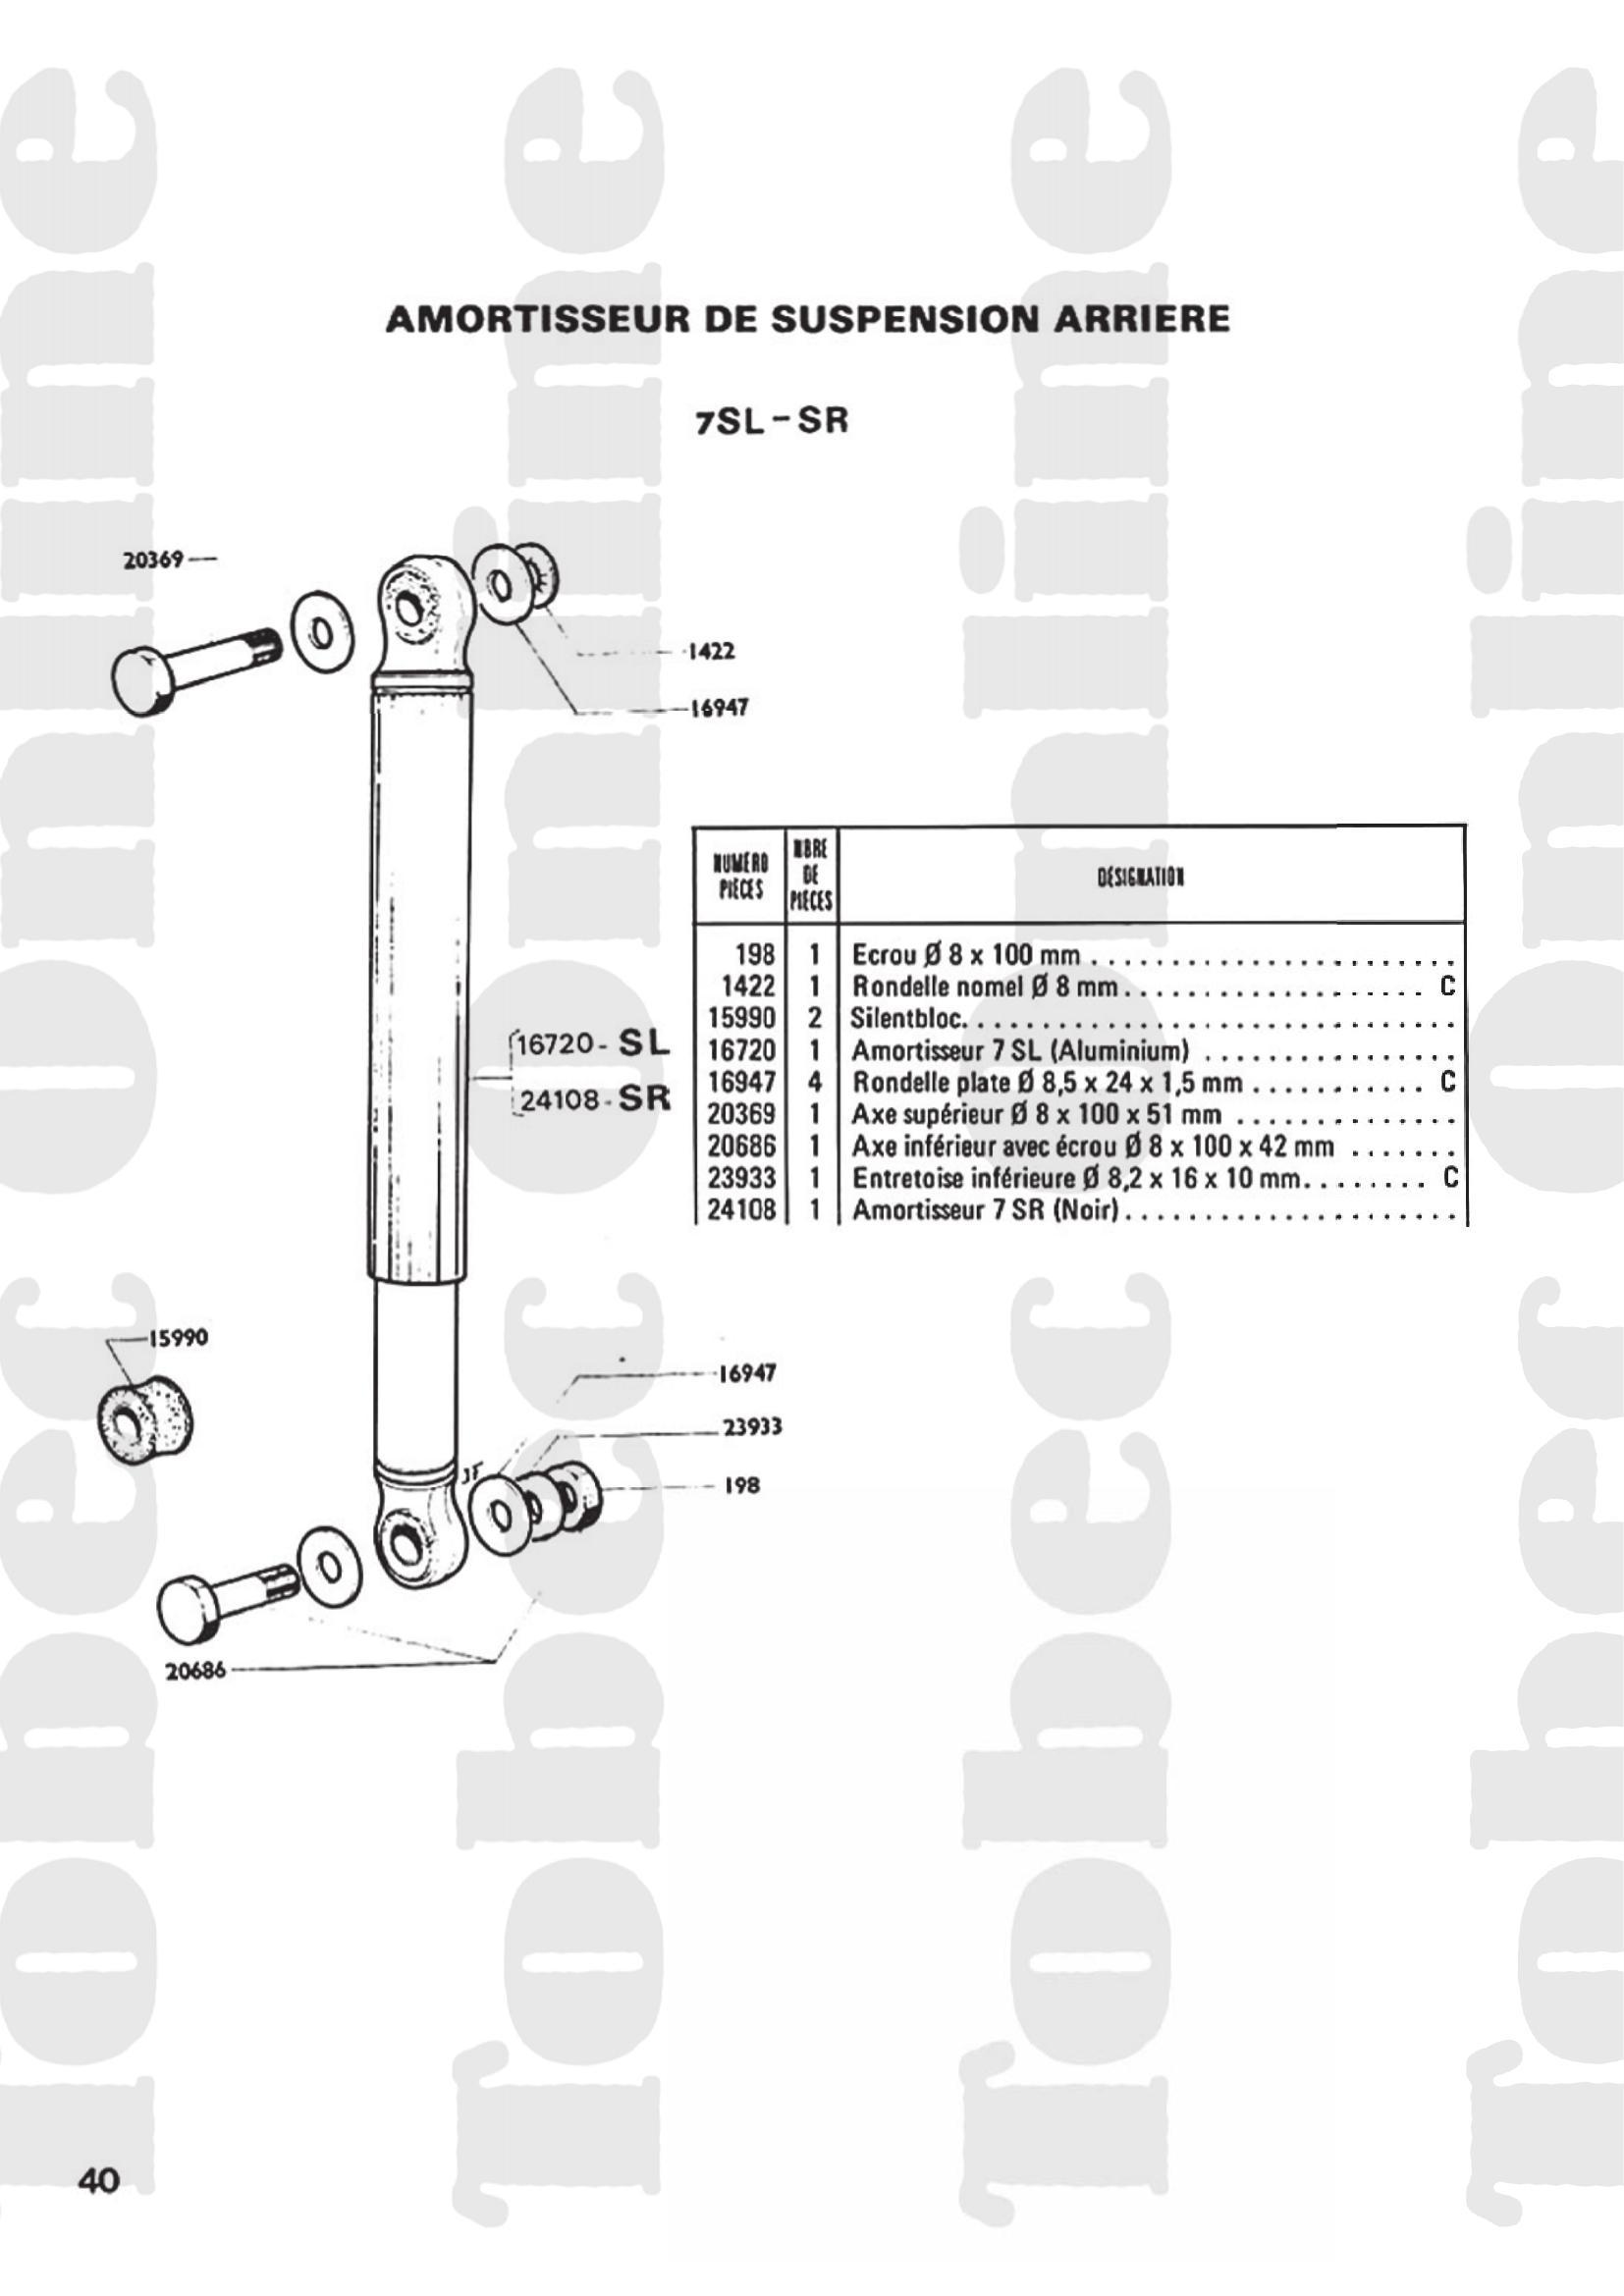 AMORTISSEUR DE SUSPENSION ARRIERE
7SL-SR
20369
1422
16947
16720-SL
24108-SR
NUMÉRO PIÈCES | NBRE DE PIÈCES | DÉSIGNATION
198 1 Ecrou Ø 8 x 100 mm
1422 1 Rondelle nomel Ø 8 mm C
15990 2 Silentbloc
16720 1 Amortisseur 7 SL (Aluminium)
16947 4 Rondelle plate Ø 8,5 x 24 x 1,5 mm C
20369 1 Axe supérieur Ø 8 x 100 x 51 mm
20686 1 Axe inférieur avec écrou Ø 8 x 100 x 42 mm
23933 1 Entretoise inférieure Ø 8,2 x 16 x 10 mm C
24108 1 Amortisseur 7 SR (Noir)
15990
16947
23933
JF
198
20686
40